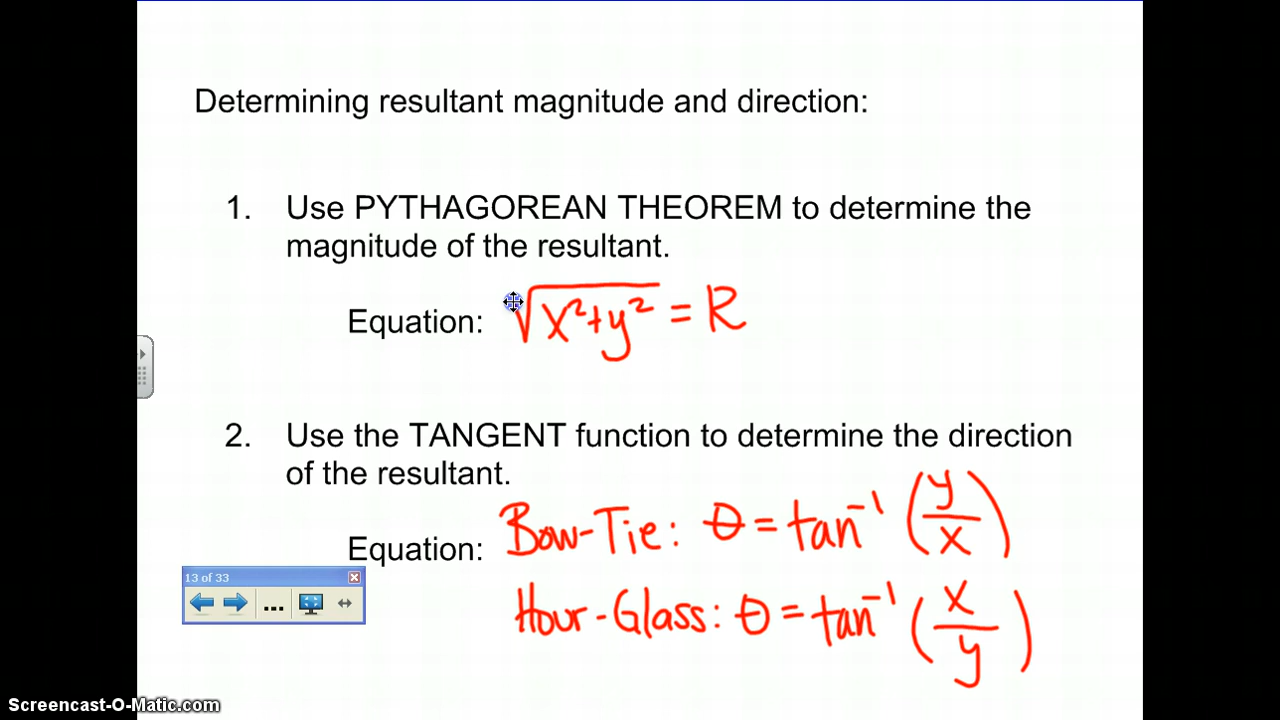 Determining resultant magnitude and direction:
1. Use PYTHAGOREAN THEOREM to determine the
magnitude of the resultant.
Equation: √x²+y² = R
2. Use the TANGENT function to determine the direction
of the resultant.
Bow-Tie: θ = tan⁻¹ (y/x)
Equation:
13 of 33
...
Hour-Glass: θ = tan⁻¹ (x/y)
Screencast-O-Matic.com